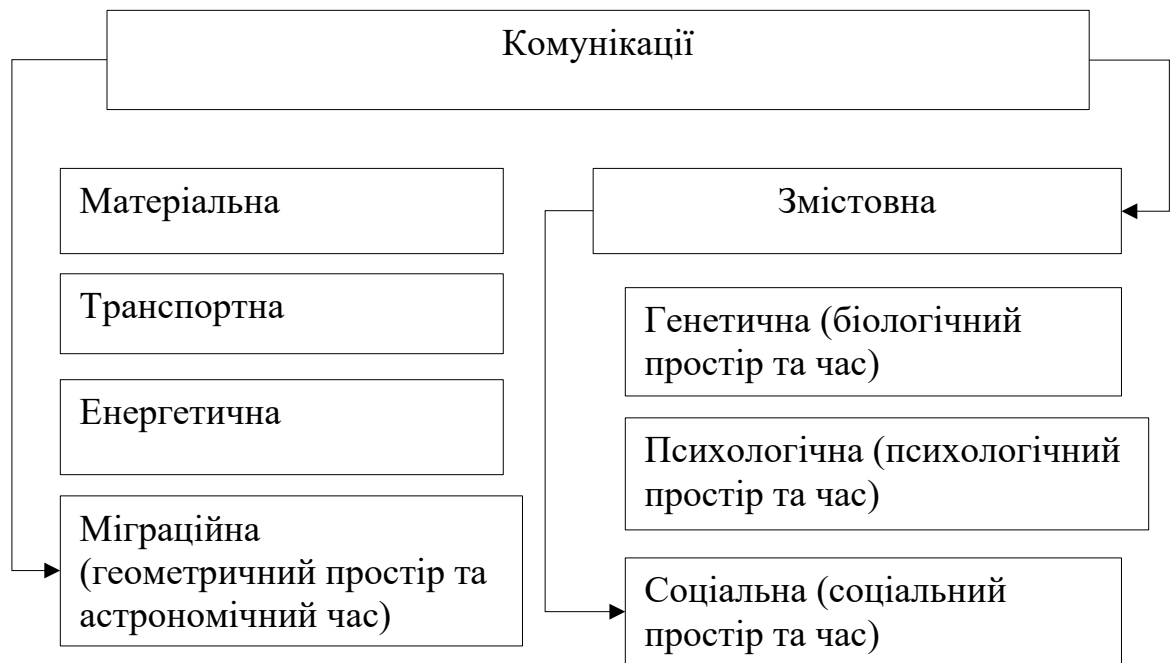 Комунікації
Матеріальна
Транспортна
Енергетична
Міграційна
(геометричний простір та
астрономічний час)
Змістовна
Генетична (біологічний
простір та час)
Психологічна (психологічний
простір та час)
Соціальна (соціальний
простір та час)